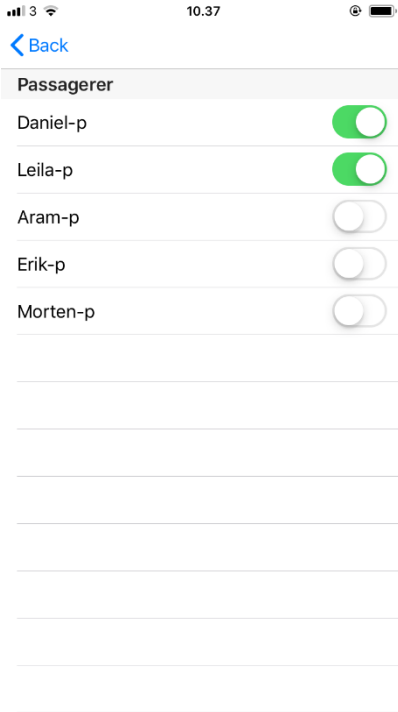 3 10.37
Back
Passagerer
Daniel-p
Leila-p
Aram-p
Erik-p
Morten-p